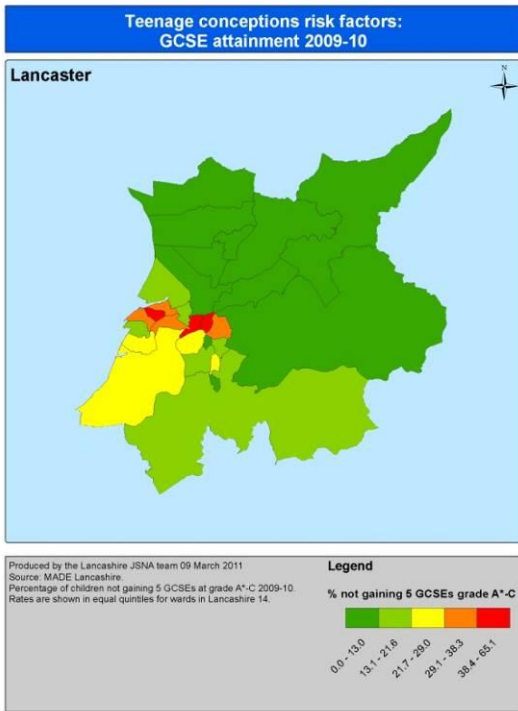 Teenage conceptions risk factors:
GCSE attainment 2009-10
Lancaster
N
Produced by the Lancashire JSNA team 09 March 2011
Source: MADE Lancashire.
Percentage of children not gaining 5 GCSEs at grade A*-C 2009-10.
Rates are shown in equal quintiles for wards in Lancashire 14.
Legend
% not gaining 5 GCSEs grade A*-C
0.0 - 13.0
13.1 - 21.6
21.7 - 29.0
29.1 - 38.3
38.4 - 65.1